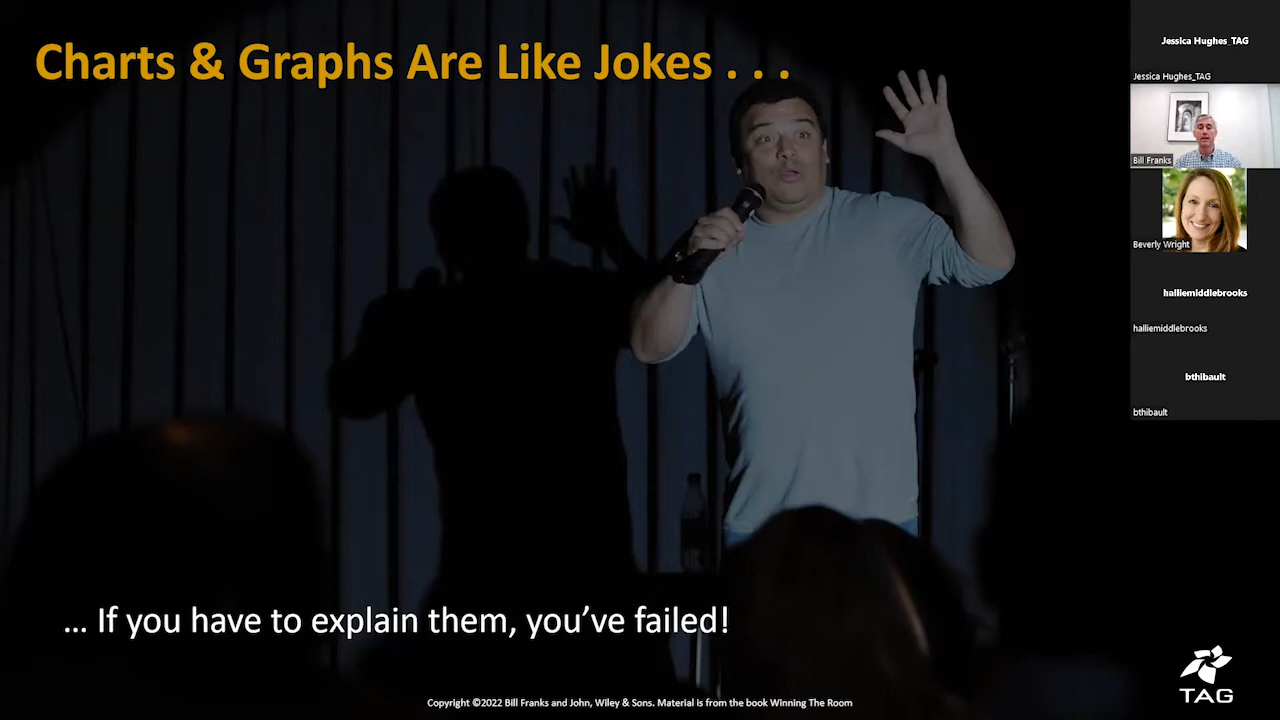 Charts & Graphs Are Like Jokes . . .
… If you have to explain them, you’ve failed!
Copyright ©2022 Bill Franks and John, Wiley & Sons. Material Is from the book Winning The Room
TAG
Jessica Hughes_TAG
Jessica Hughes_TAG
Bill Franks
Beverly Wright
halliemiddlebrooks
halliemiddlebrooks
bthibault
bthibault